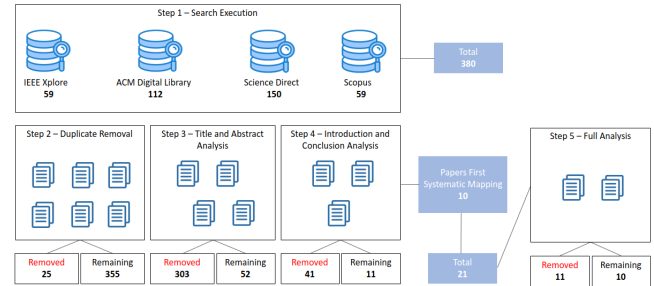 Step 1 – Search Execution
IEEE Xplore
59
ACM Digital Library
112
Science Direct
150
Scopus
59
Total
380
Step 2 – Duplicate Removal
Removed
25
Remaining
355
Step 3 – Title and Abstract
Analysis
Removed
303
Remaining
52
Step 4 – Introduction and
Conclusion Analysis
Removed
41
Remaining
11
Papers First
Systematic Mapping
10
Total
21
Step 5 – Full Analysis
Removed
11
Remaining
10